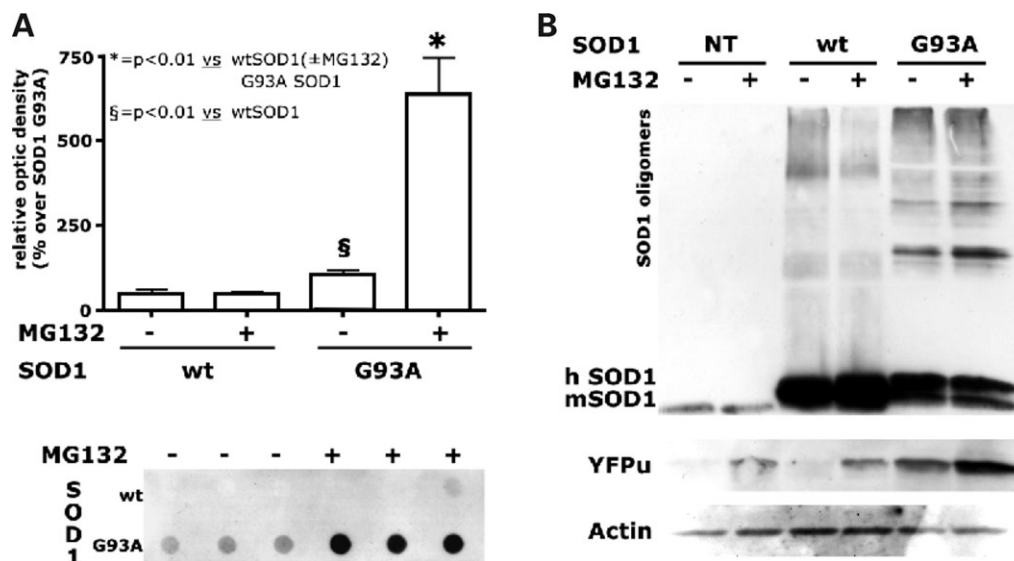 A
relative optic density
(% over SOD1 G93A)
750
500
250
0
*=p<0.01 vs wtSOD1(±MG132)
G93A SOD1
§=p<0.01 vs wtSOD1
*
§
MG132 - + - +
SOD1 wt G93A
MG132 - - - + + +
SOD1
wt
G93A
B
SOD1 NT wt G93A
MG132 - + - + - +
SOD1 oligomers
h SOD1
mSOD1
YFPu
Actin